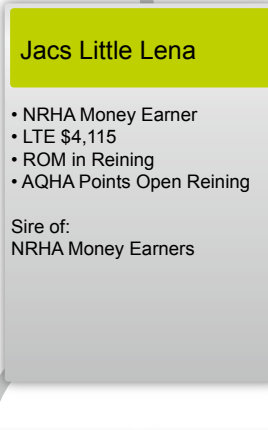 Jacs Little Lena
• NRHA Money Earner
• LTE $4,115
• ROM in Reining
• AQHA Points Open Reining
Sire of:
NRHA Money Earners